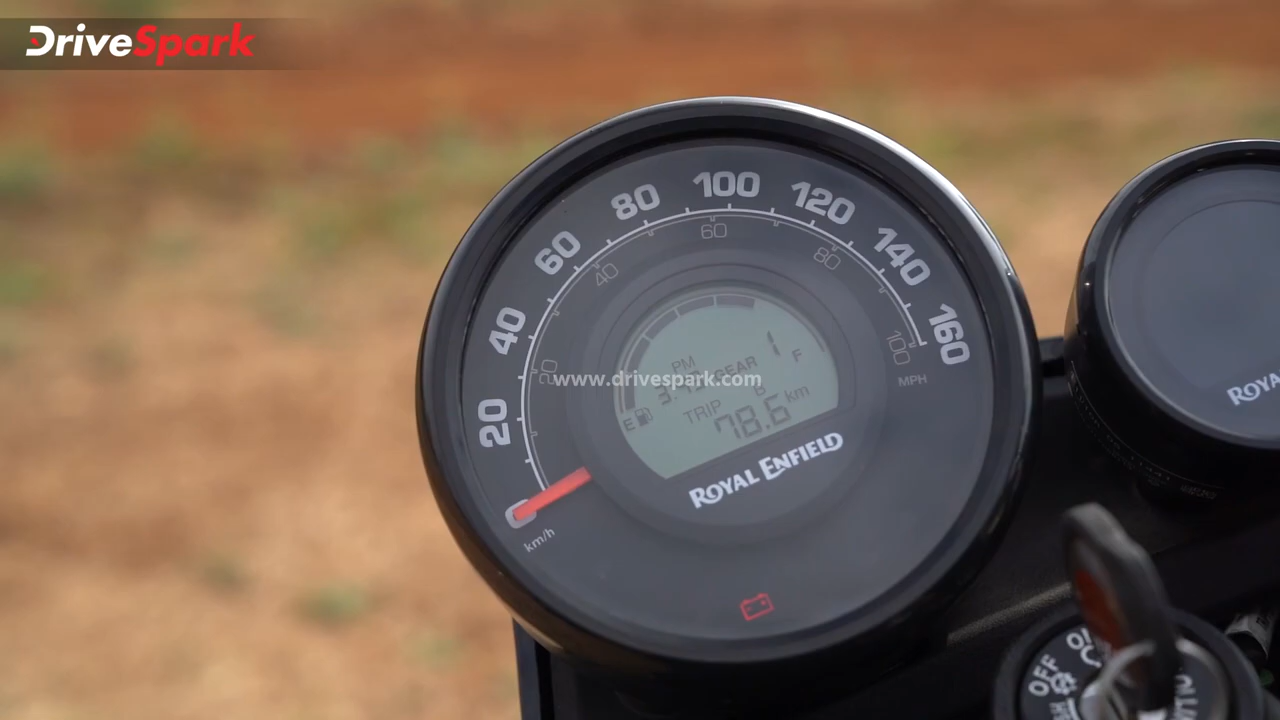 DriveSpark
100
80
120
60
60
140
40
80
40
160
20
100
MPH
PM
GEAR 1
F
www.drivespark.com
E
TRIP B
78.6 km
20
ROYAL ENFIELD
km/h
OFF